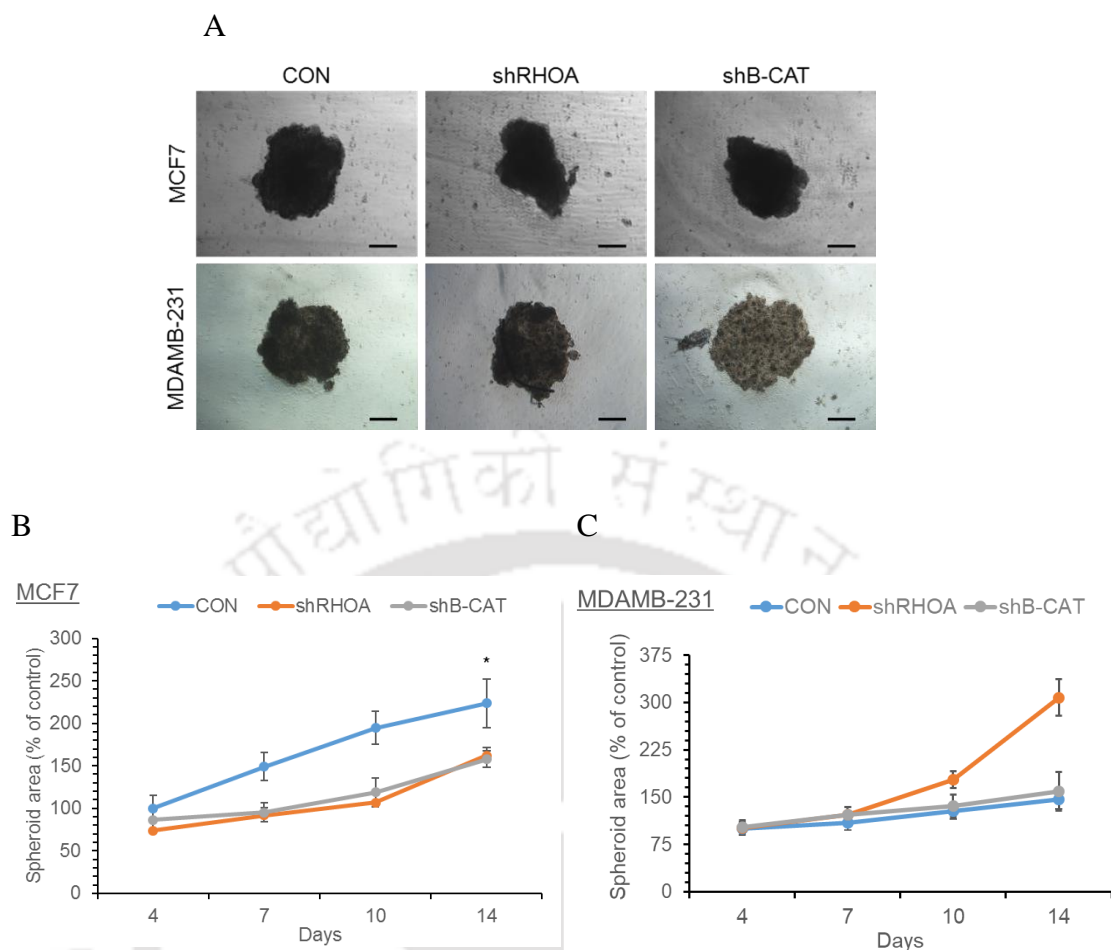 A
CON shRHOA shB-CAT
MCF7
MDAMB-231
B
MCF7
CON shRHOA shB-CAT
Spheroid area (% of control)
300
250
200
150
100
50
0
*
4 7 10 14
Days
C
MDAMB-231
CON shRHOA shB-CAT
Spheroid area (% of control)
375
300
225
150
75
0
4 7 10 14
Days